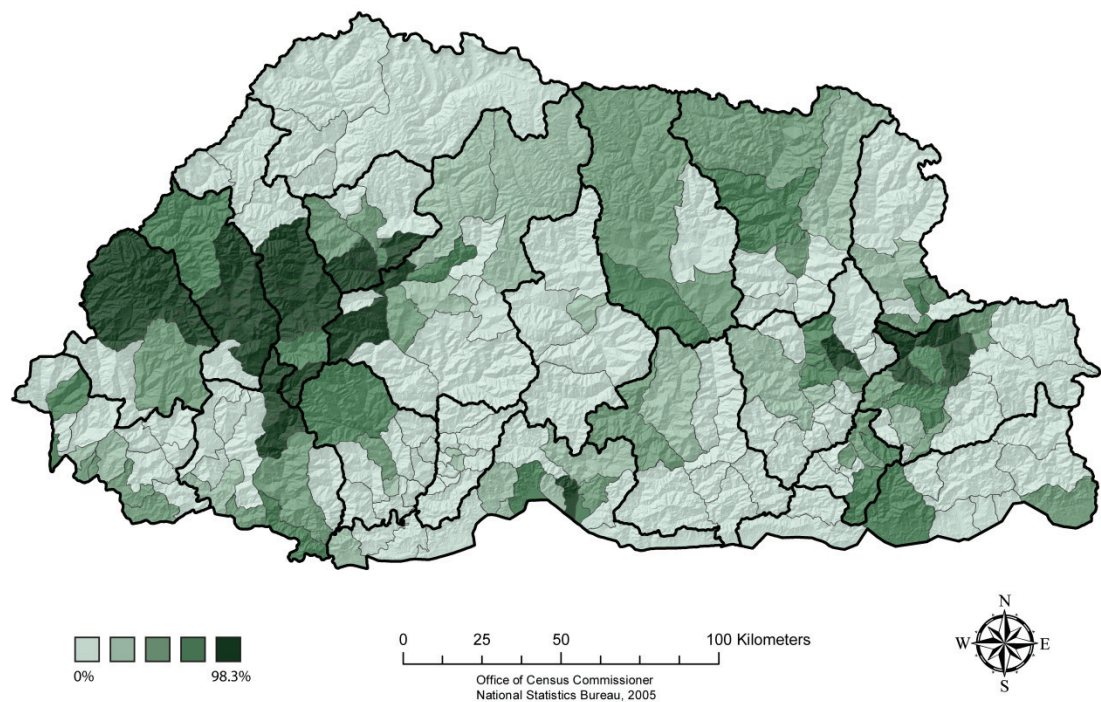 0%
98.3%
0
25
50
100 Kilometers
Office of Census Commissioner
National Statistics Bureau, 2005
N
W
E
S